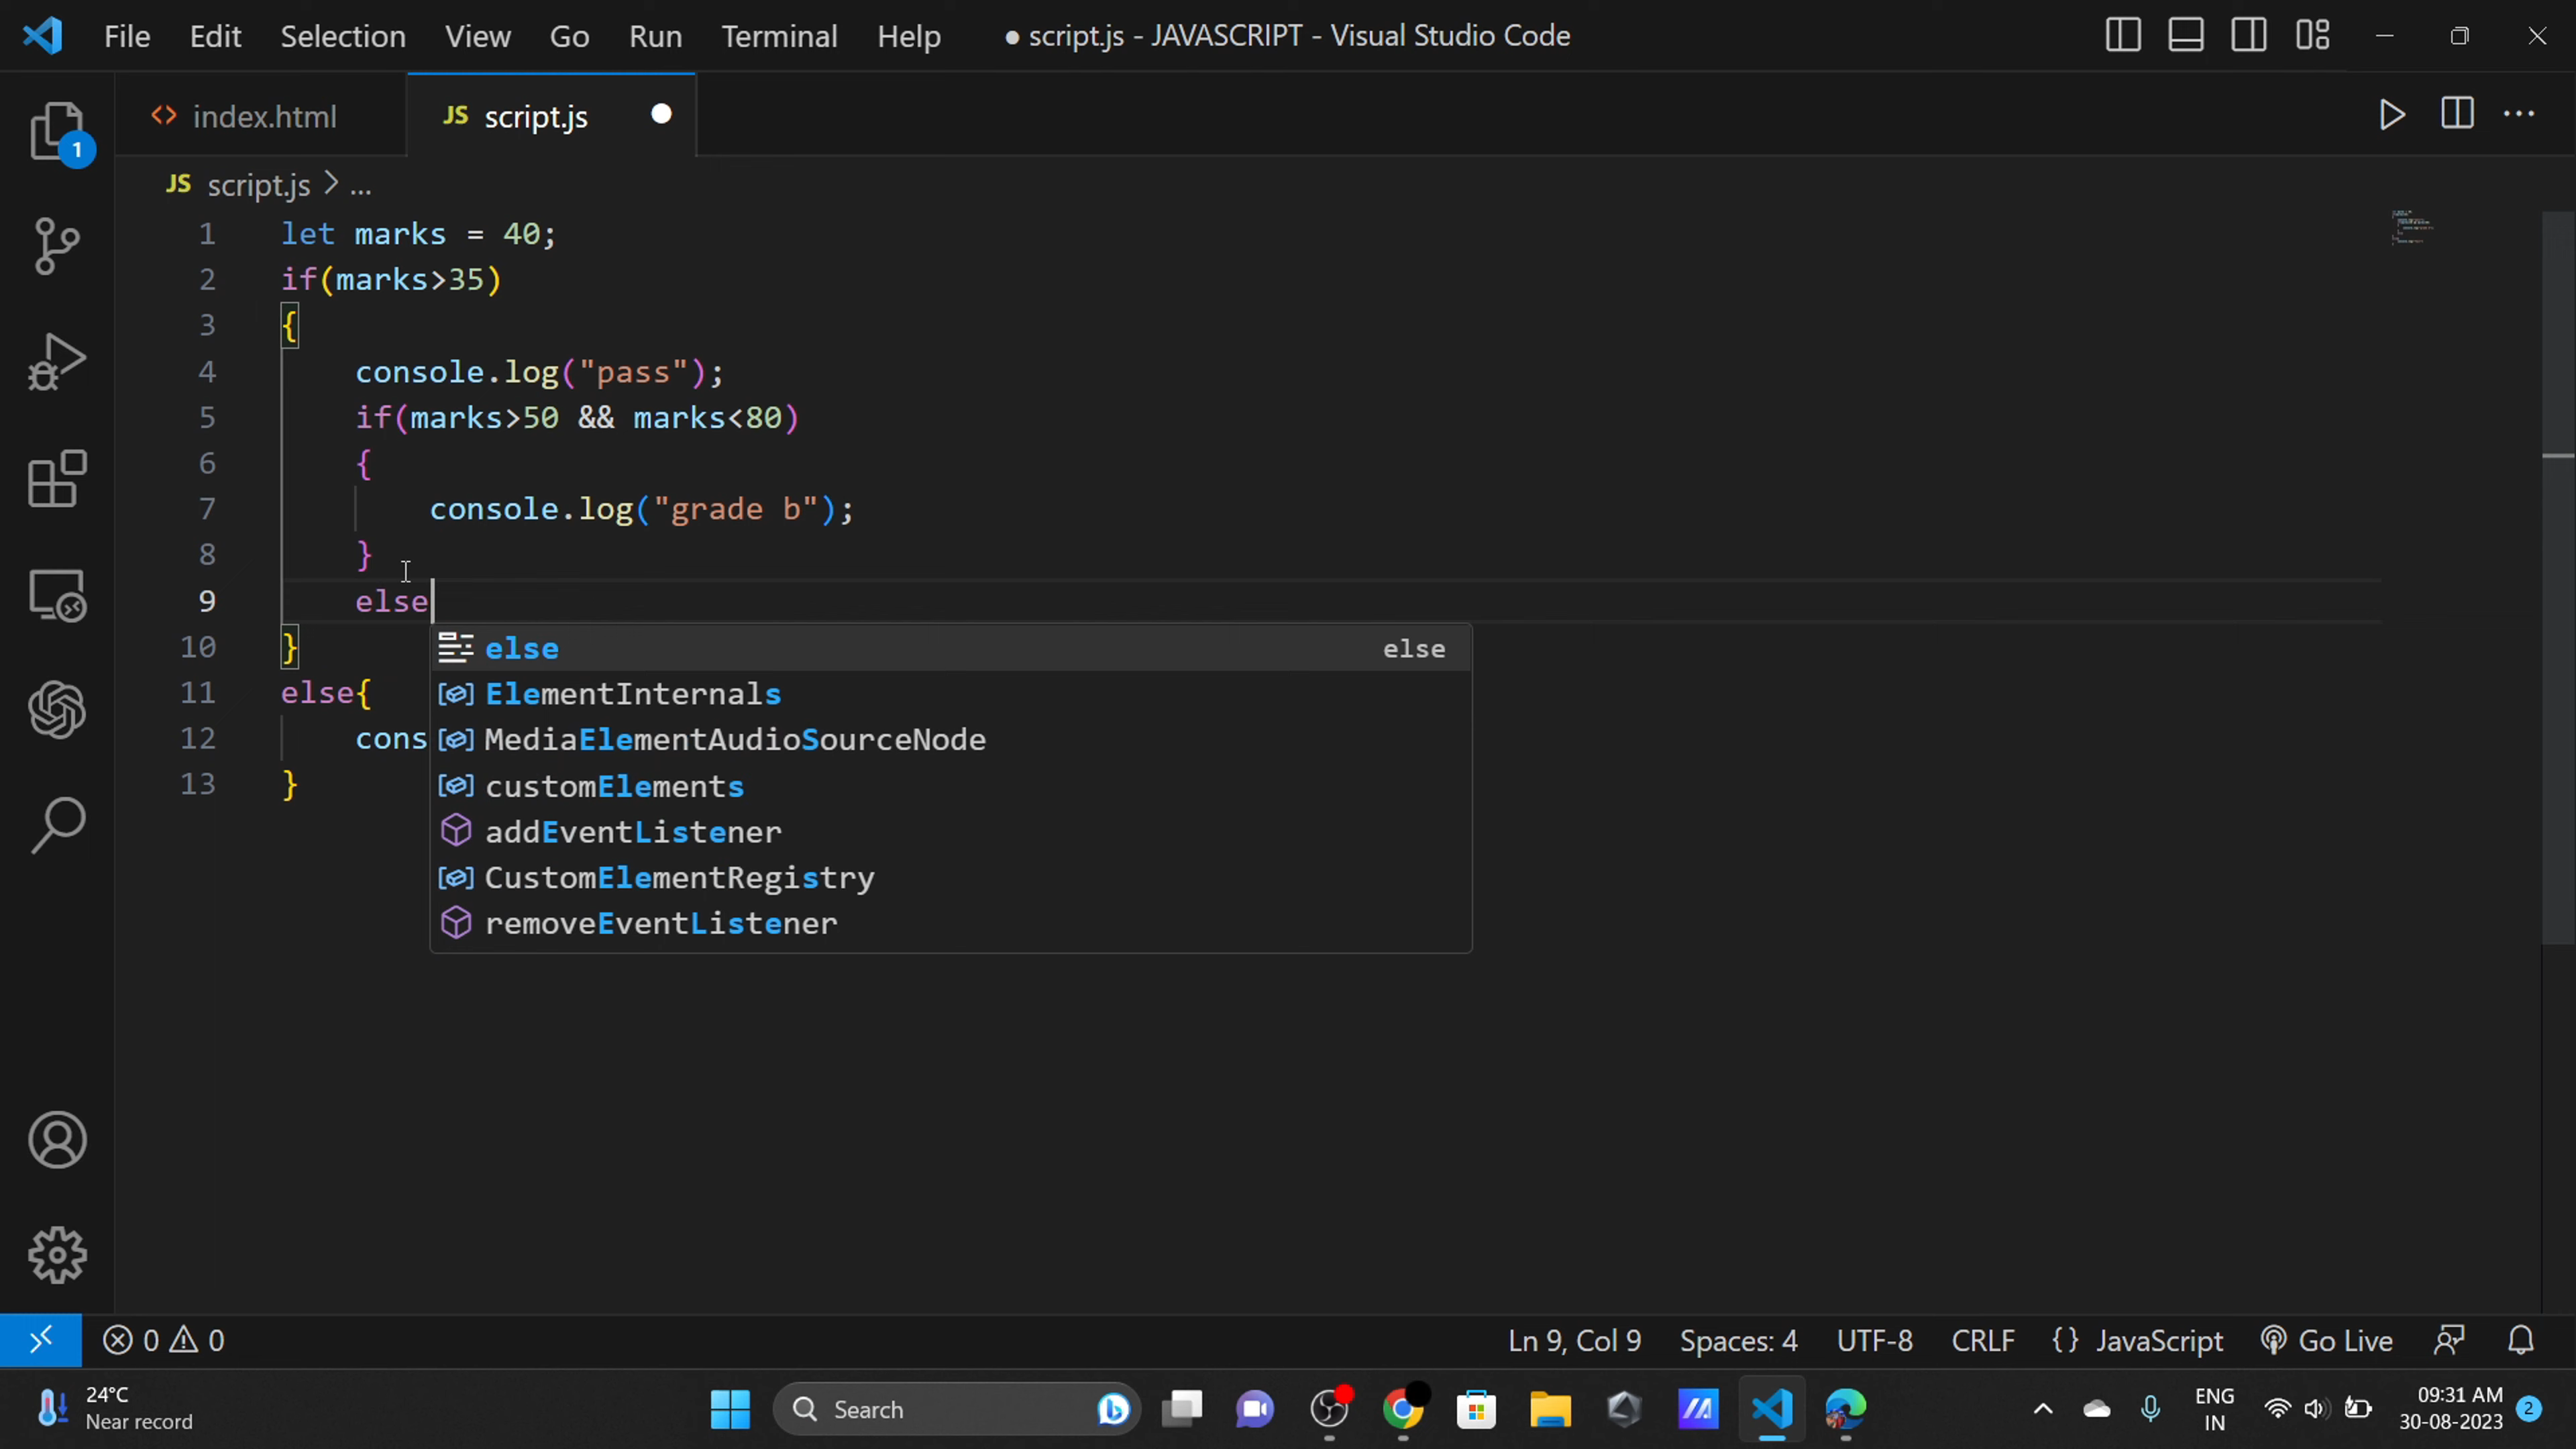 File Edit Selection View Go Run Terminal Help ● script.js - JAVASCRIPT - Visual Studio Code
index.html JS script.js
JS script.js > ...
1 let marks = 40;
2 if(marks>35)
3 {
4 console.log("pass");
5 if(marks>50 && marks<80)
6 {
7 console.log("grade b");
8 }
9 else
10 }
else else
11 else{
ElementInternals
12 cons
MediaElementAudioSourceNode
13 }
customElements
addEventListener
CustomElementRegistry
removeEventListener
1
0 0 Ln 9, Col 9 Spaces: 4 UTF-8 CRLF {} JavaScript Go Live
24°C
Near record
Search
ENG
IN
09:31 AM
30-08-2023
2